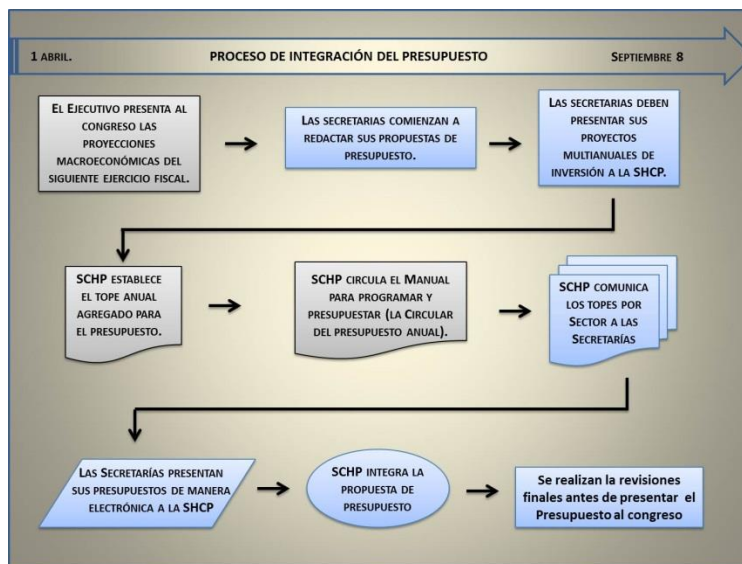 1 ABRIL.
PROCESO DE INTEGRACIÓN DEL PRESUPUESTO
SEPTIEMBRE 8
EL EJECUTIVO PRESENTA AL
CONGRESO LAS
PROYECCIONES
MACROECONÓMICAS DEL
SIGUIENTE EJERCICIO FISCAL.
LAS SECRETARIAS COMIENZAN A
REDACTAR SUS PROPUESTAS DE
PRESUPUESTO.
LAS SECRETARIAS DEBEN
PRESENTAR SUS
PROYECTOS
MULTIANUALES DE
INVERSIÓN A LA SHCP.
SCHP ESTABLECE
EL TOPE ANUAL
AGREGADO PARA
EL PRESUPUESTO.
SCHP CIRCULA EL MANUAL
PARA PROGRAMAR Y
PRESUPUESTAR (LA CIRCULAR
DEL PRESUPUESTO ANUAL).
SCHP COMUNICA
LOS TOPES POR
SECTOR A LAS
SECRETARÍAS
LAS SECRETARÍAS PRESENTAN
SUS PRESUPUESTOS DE MANERA
ELECTRÓNICA A LA SHCP
SCHP INTEGRA LA
PROPUESTA DE
PRESUPUESTO
Se realizan la revisiones
finales antes de presentar el
Presupuesto al congreso